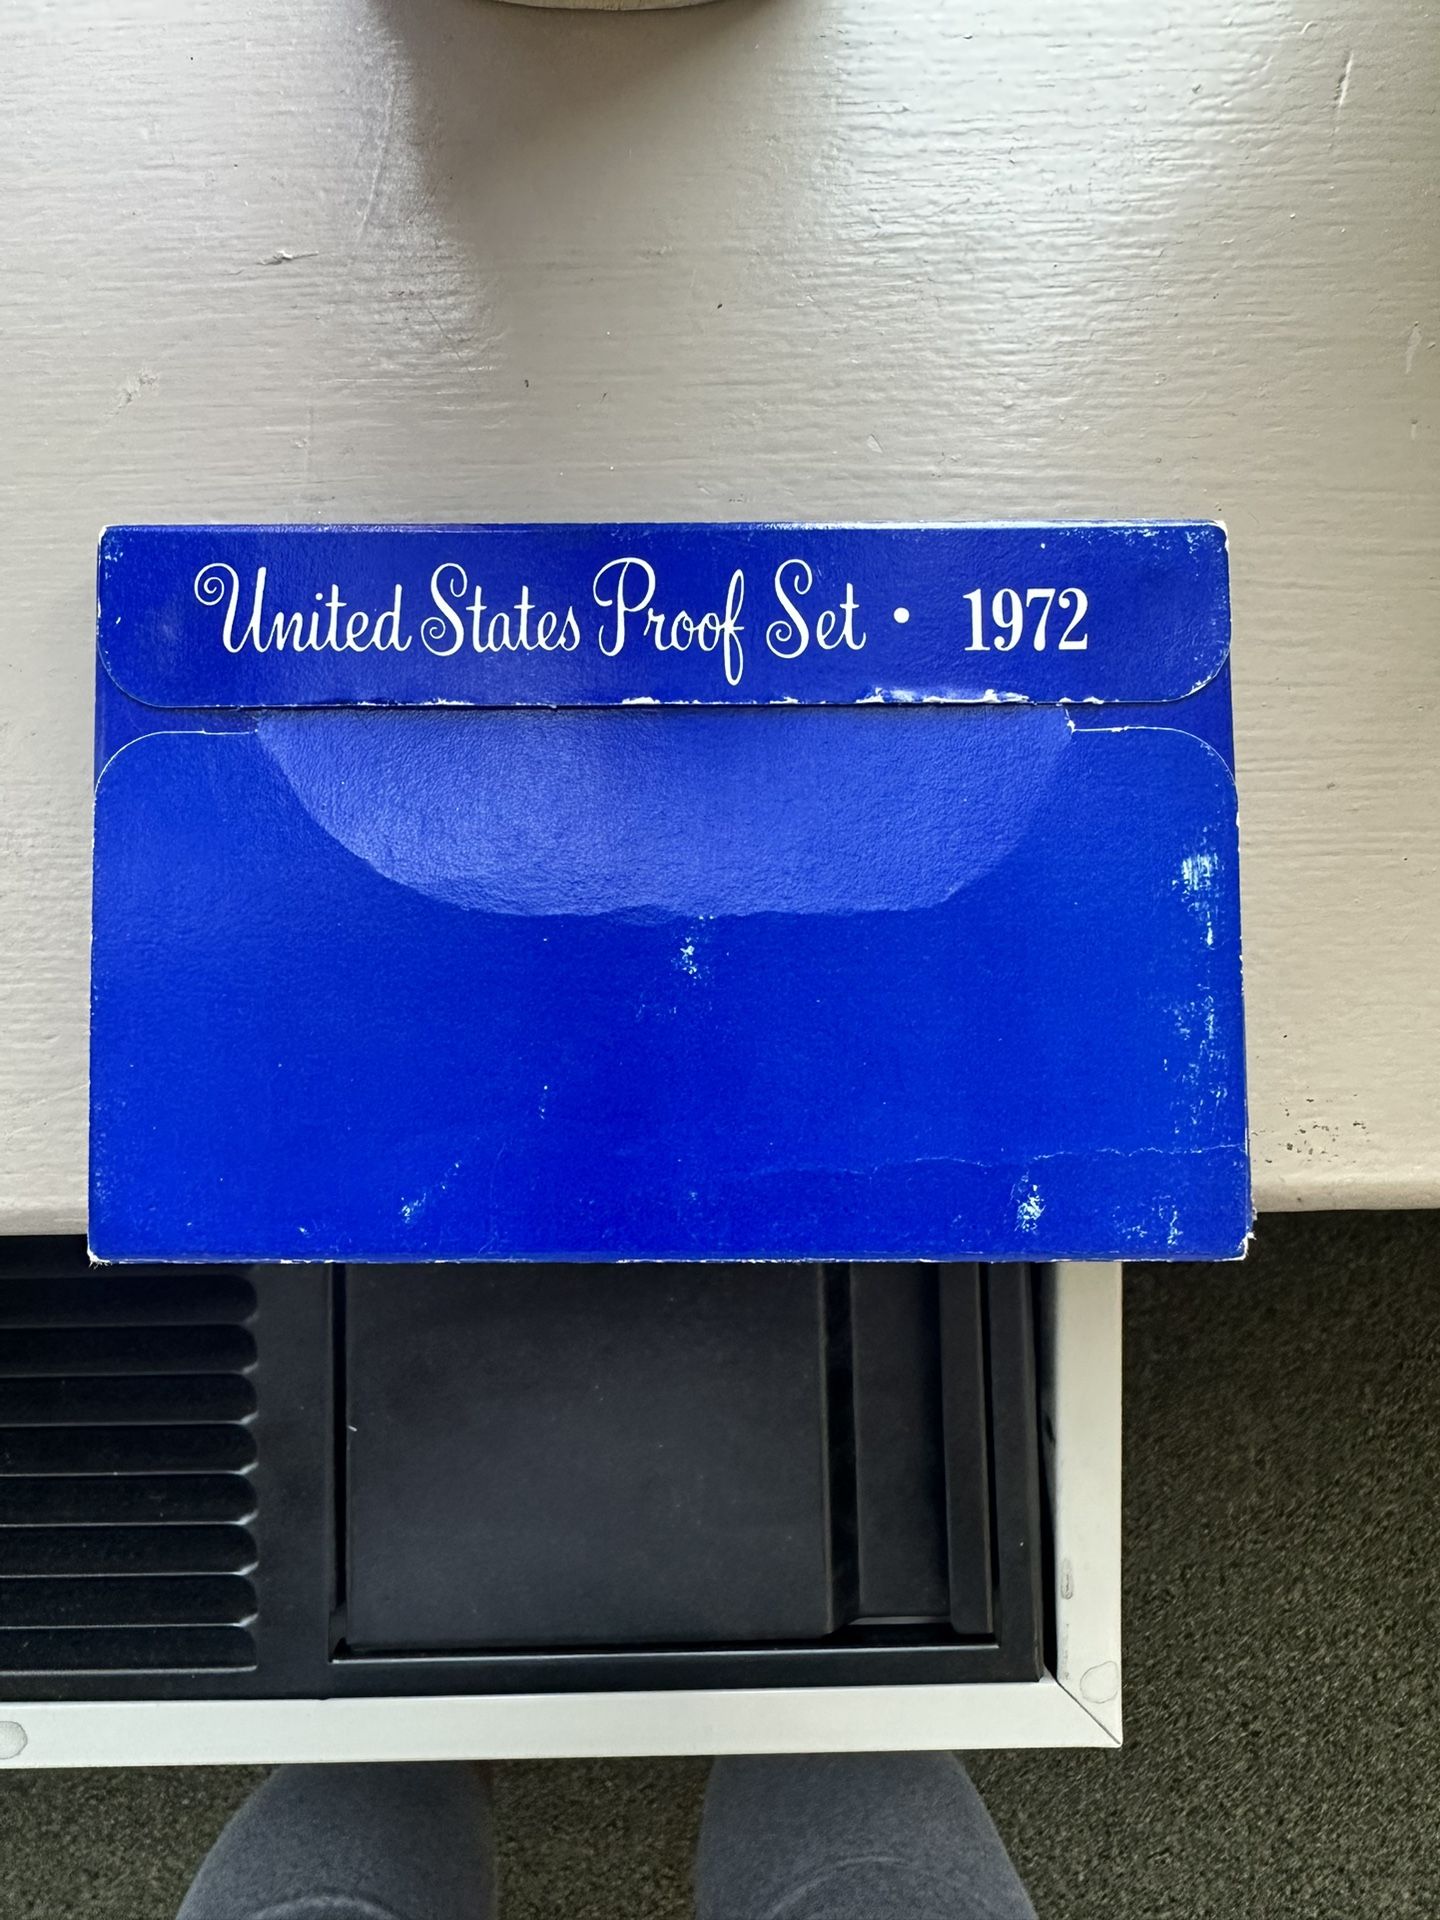 United States Proof Set • 1972